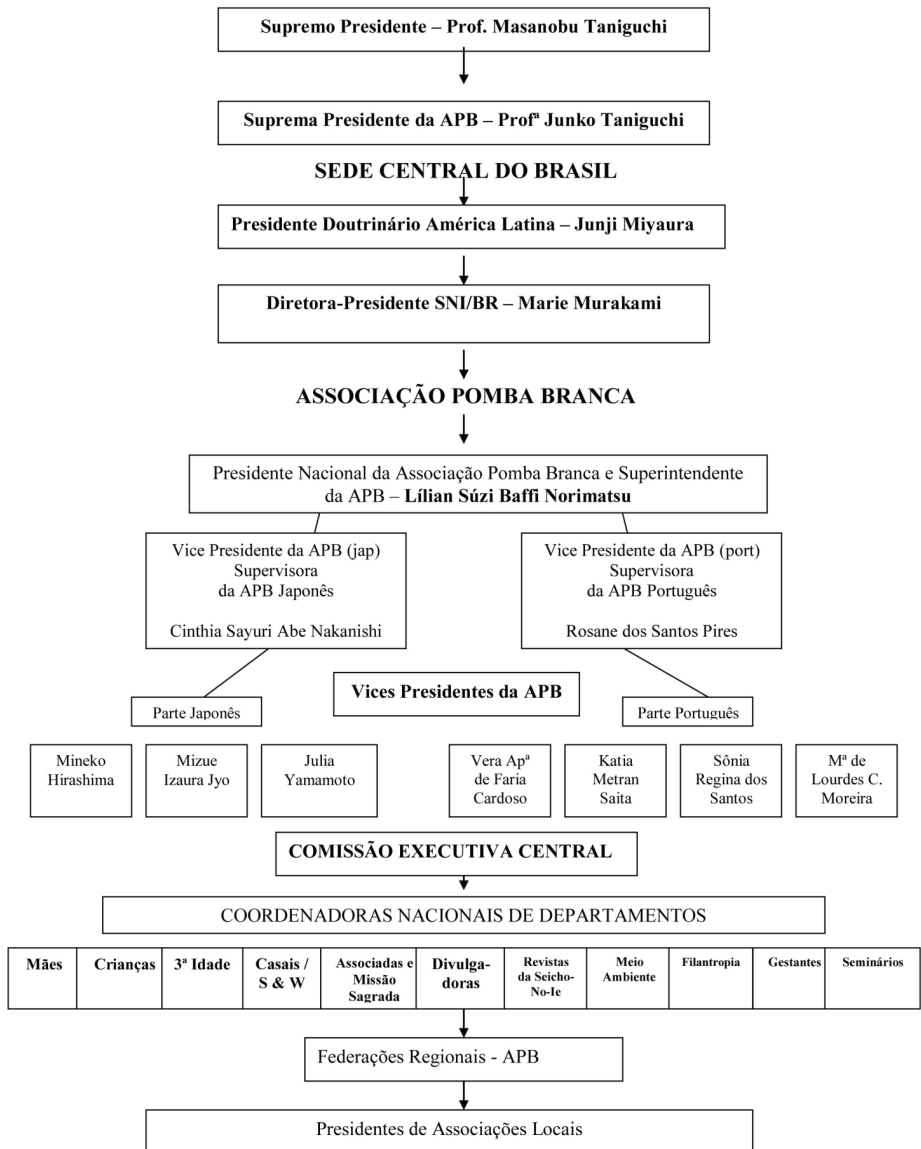 Supremo Presidente – Prof. Masanobu Taniguchi
Suprema Presidente da APB – Profª Junko Taniguchi
SEDE CENTRAL DO BRASIL
Presidente Doutrinário América Latina – Junji Miyaura
Diretora-Presidente SNI/BR – Marie Murakami
ASSOCIAÇÃO POMBA BRANCA
Presidente Nacional da Associação Pomba Branca e Superintendente
da APB – Lílian Súzi Baffi Norimatsu
Vice Presidente da APB (jap)
Supervisora
da APB Japonês
Cinthia Sayuri Abe Nakanishi
Vice Presidente da APB (port)
Supervisora
da APB Português
Rosane dos Santos Pires
Vices Presidentes da APB
Parte Japonês
Parte Português
Mineko
Hirashima
Mizue
Izaura Jyo
Julia
Yamamoto
Vera Apª
de Faria
Cardoso
Katia
Metran
Saita
Sônia
Regina dos
Santos
Mª de
Lourdes C.
Moreira
COMISSÃO EXECUTIVA CENTRAL
COORDENADORAS NACIONAIS DE DEPARTAMENTOS
Mães
Crianças
3ª Idade
Casais /
S & W
Associadas e
Missão
Sagrada
Divulga-
doras
Revistas
da Seicho-
No-Ie
Meio
Ambiente
Filantropia
Gestantes
Seminários
Federações Regionais - APB
Presidentes de Associações Locais